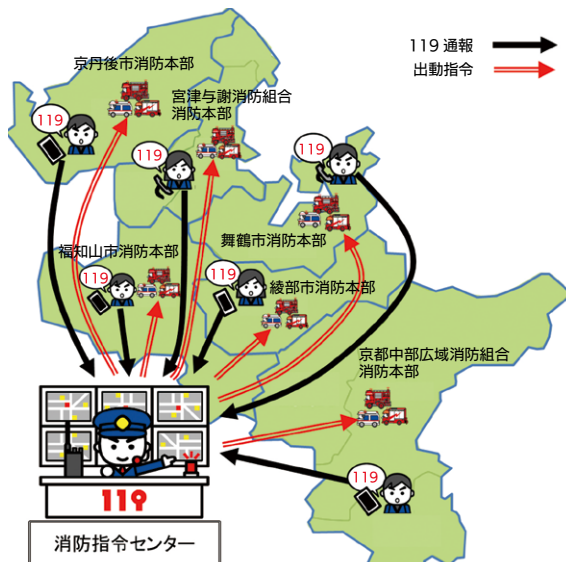 119 通報
出動指令
京丹後市消防本部
宮津与謝消防組合
消防本部
119
119
119
舞鶴市消防本部
福知山市消防本部
119
119
綾部市消防本部
京都中部広域消防組合
消防本部
119
119
消防指令センター